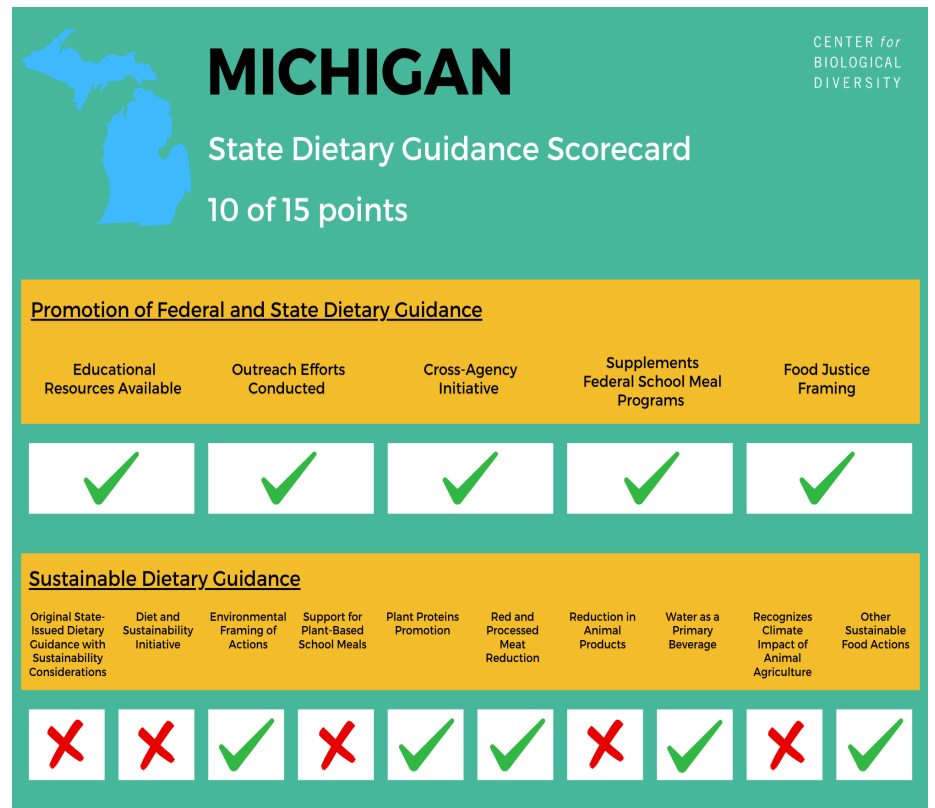 MICHIGAN
CENTER for
BIOLOGICAL
DIVERSITY
State Dietary Guidance Scorecard
10 of 15 points
Promotion of Federal and State Dietary Guidance
Educational
Resources Available
Outreach Efforts
Conducted
Cross-Agency
Initiative
Supplements
Federal School Meal
Programs
Food Justice
Framing
Sustainable Dietary Guidance
Original State-
Issued Dietary
Guidance with
Sustainability
Considerations
Diet and
Sustainability
Initiative
Environmental
Framing of
Actions
Support for
Plant-Based
School Meals
Plant Proteins
Promotion
Red and
Processed
Meat
Reduction
Reduction in
Animal
Products
Water as a
Primary
Beverage
Recognizes
Climate
Impact of
Animal
Agriculture
Other
Sustainable
Food Actions